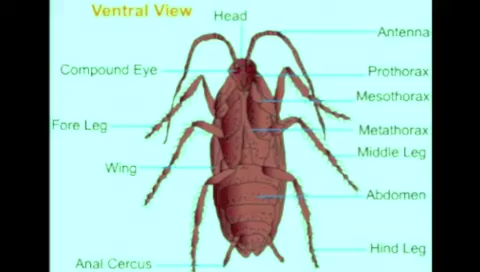 Ventral View
Head
Antenna
Compound Eye
Prothorax
Mesothorax
Fore Leg
Metathorax
Middle Leg
Wing
Abdomen
Hind Leg
Anal Cercus